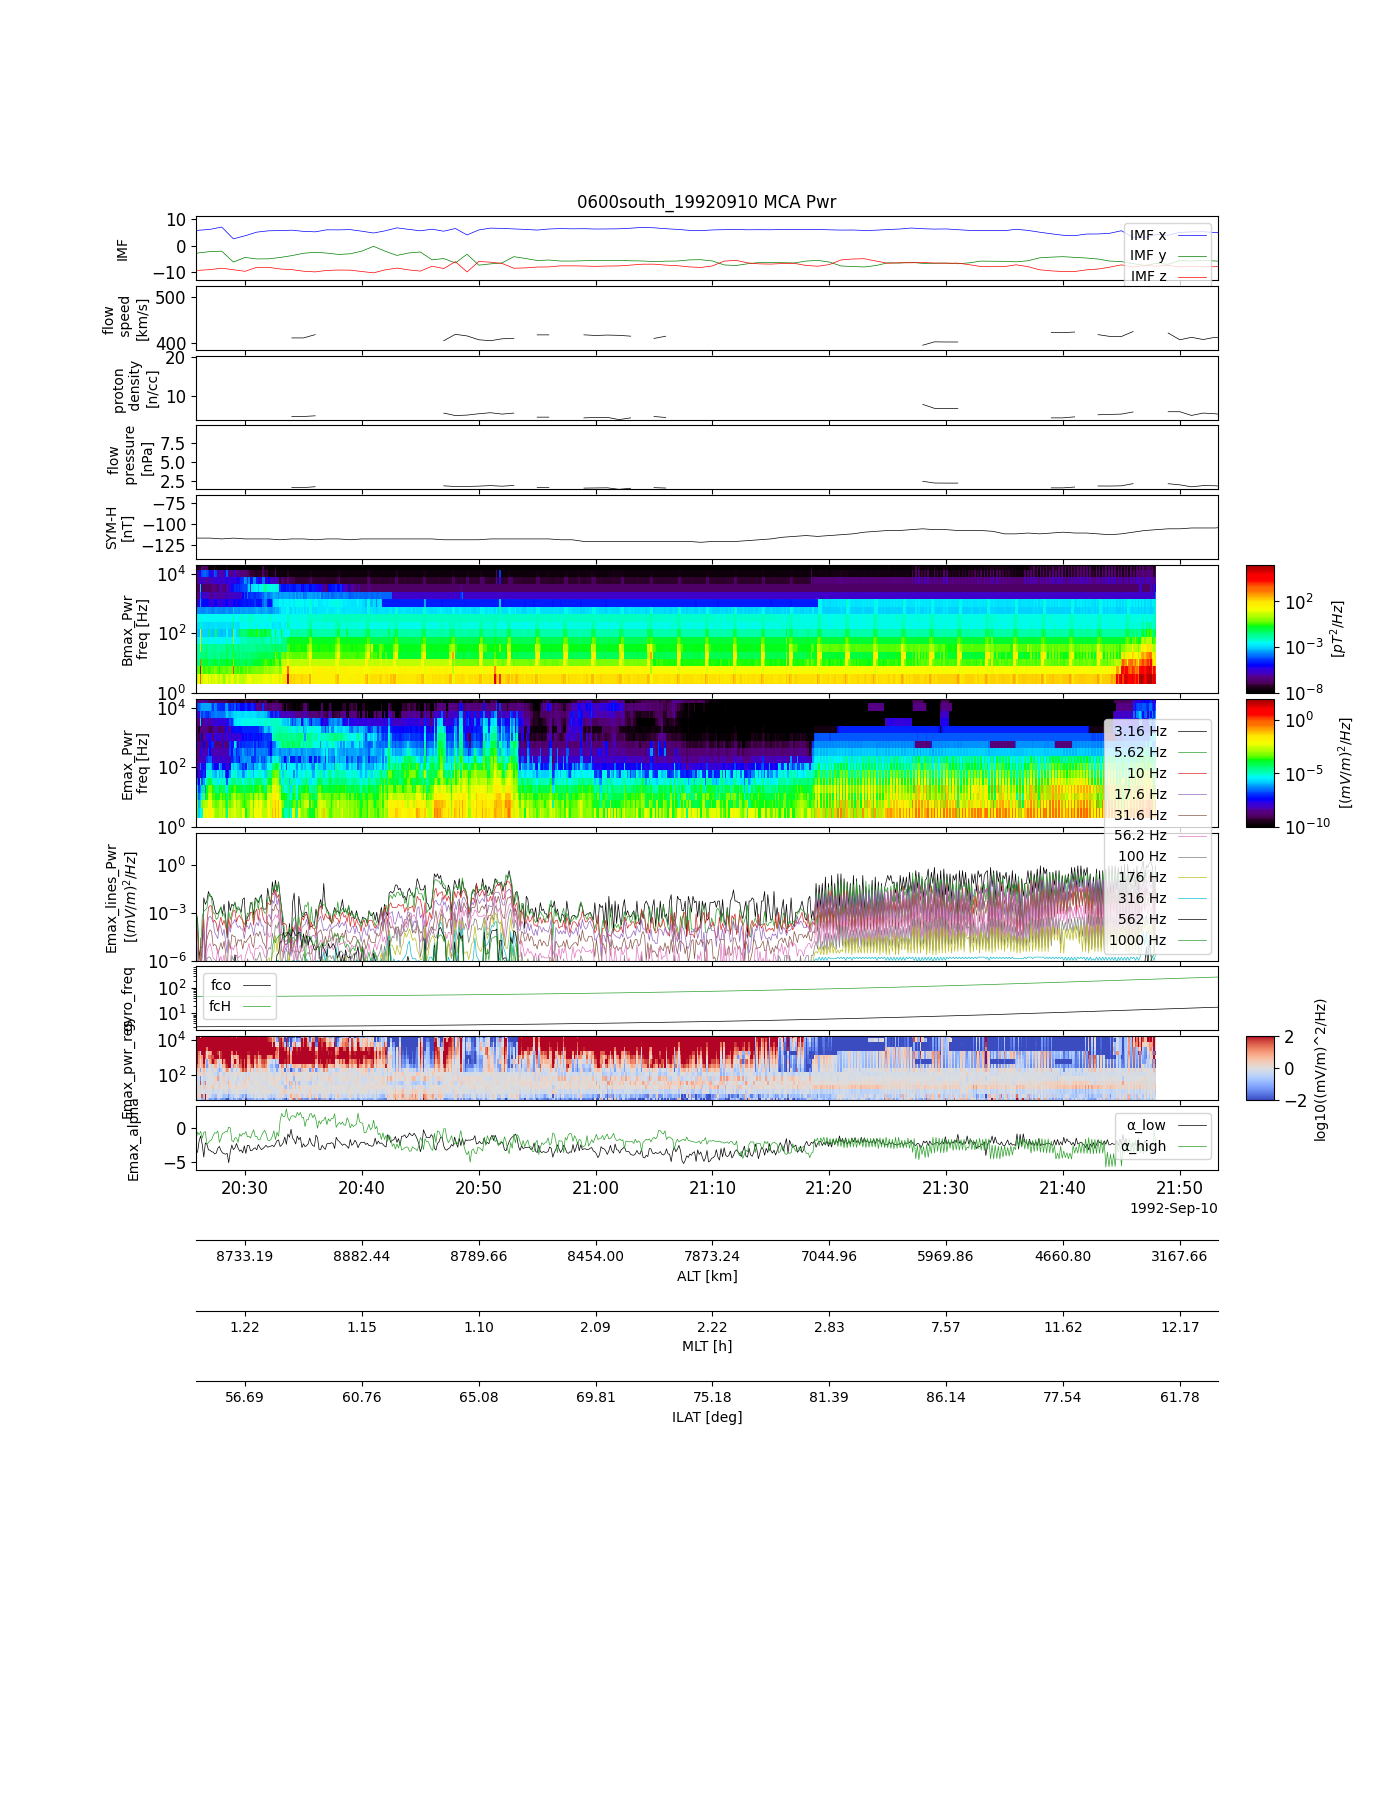 0600south_19920910 MCA Pwr
10
0
−10
IMF
IMF x
IMF y
IMF z
500
400
flow
speed
[km/s]
20
10
proton
density
[n/cc]
7.5
5.0
2.5
flow
pressure
[nPa]
−75
−100
−125
SYM-H
[nT]
10^4
10^2
10^0
Bmax_Pwr
freq [Hz]
10^2
10^−3
10^−8
[pT^2/Hz]
10^4
10^2
10^0
Emax_Pwr
freq [Hz]
10^0
10^−5
10^−10
[(mV/m)^2/Hz]
3.16 Hz
5.62 Hz
10 Hz
17.6 Hz
31.6 Hz
56.2 Hz
100 Hz
176 Hz
316 Hz
562 Hz
1000 Hz
10^0
10^−3
10^−6
Emax_lines_Pwr
[(mV/m)^2/Hz]
10^2
10^1
gyro_freq
fco
fcH
10^4
10^2
Emax_pwr_reg
2
0
−2
log10((mV/m)^2/Hz)
0
−5
Emax_alpha
α_low
α_high
20:30 20:40 20:50 21:00 21:10 21:20 21:30 21:40 21:50
1992-Sep-10
8733.19 8882.44 8789.66 8454.00 7873.24 7044.96 5969.86 4660.80 3167.66
ALT [km]
1.22 1.15 1.10 2.09 2.22 2.83 7.57 11.62 12.17
MLT [h]
56.69 60.76 65.08 69.81 75.18 81.39 86.14 77.54 61.78
ILAT [deg]